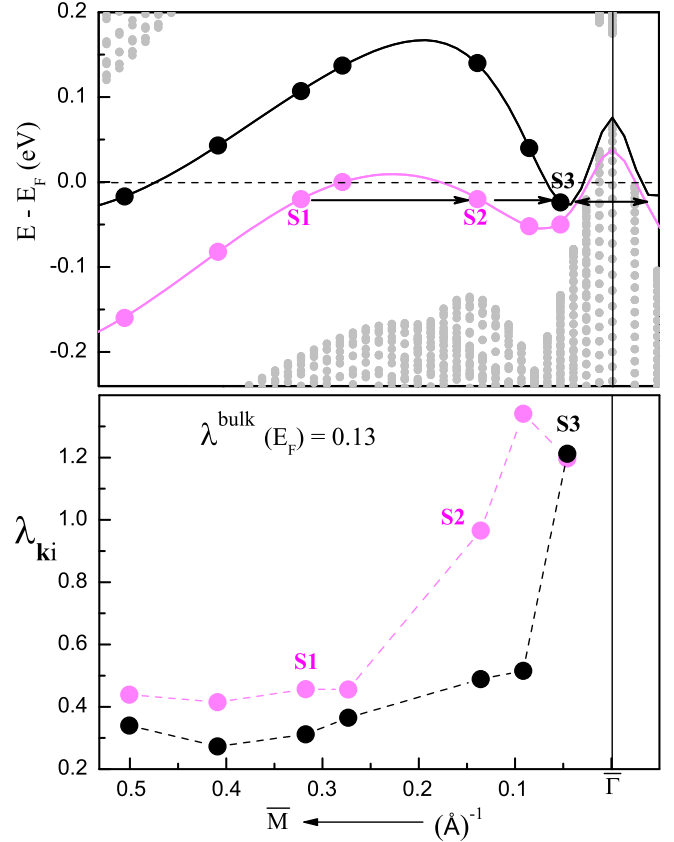 0.2
0.1
0.0
-0.1
-0.2
E - E_F (eV)
S1
S2
S3
λ^bulk (E_F) = 0.13
S3
S2
S1
1.2
1.0
0.8
0.6
0.4
0.2
λ_ki
0.5 0.4 0.3 0.2 0.1 Γ̿
M̅ (Å)^-1